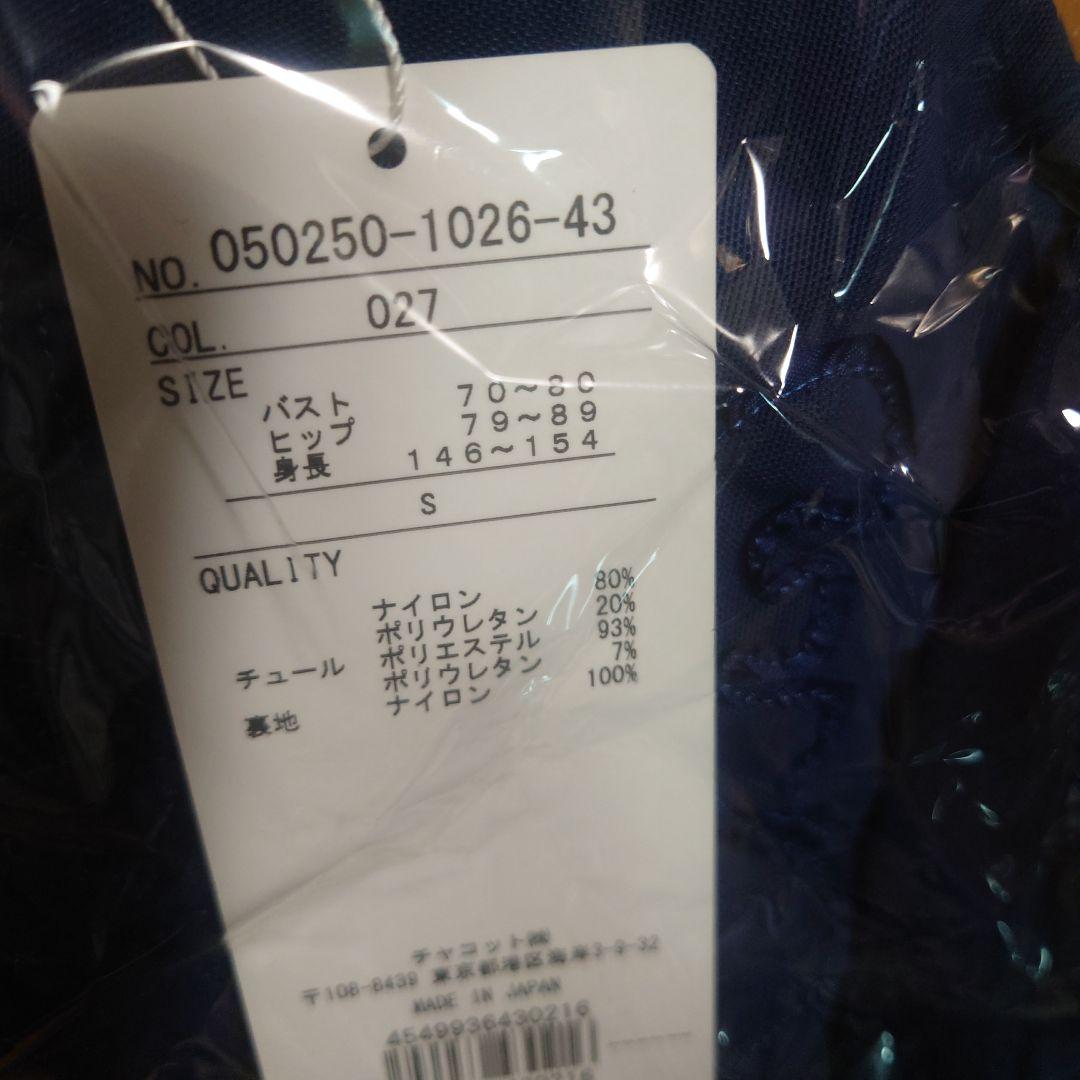 NO. 050250-1026-43
COL. 027
SIZE
バスト 70~80
ヒップ 79~89
身長 146~154
S
QUALITY
ナイロン 80%
ポリウレタン 20%
チュール ポリエステル 93%
ポリウレタン 7%
裏地 ナイロン 100%
チャコット㈱
〒108-8439 東京都港区海岸3-9-32
MADE IN JAPAN
4549936430216